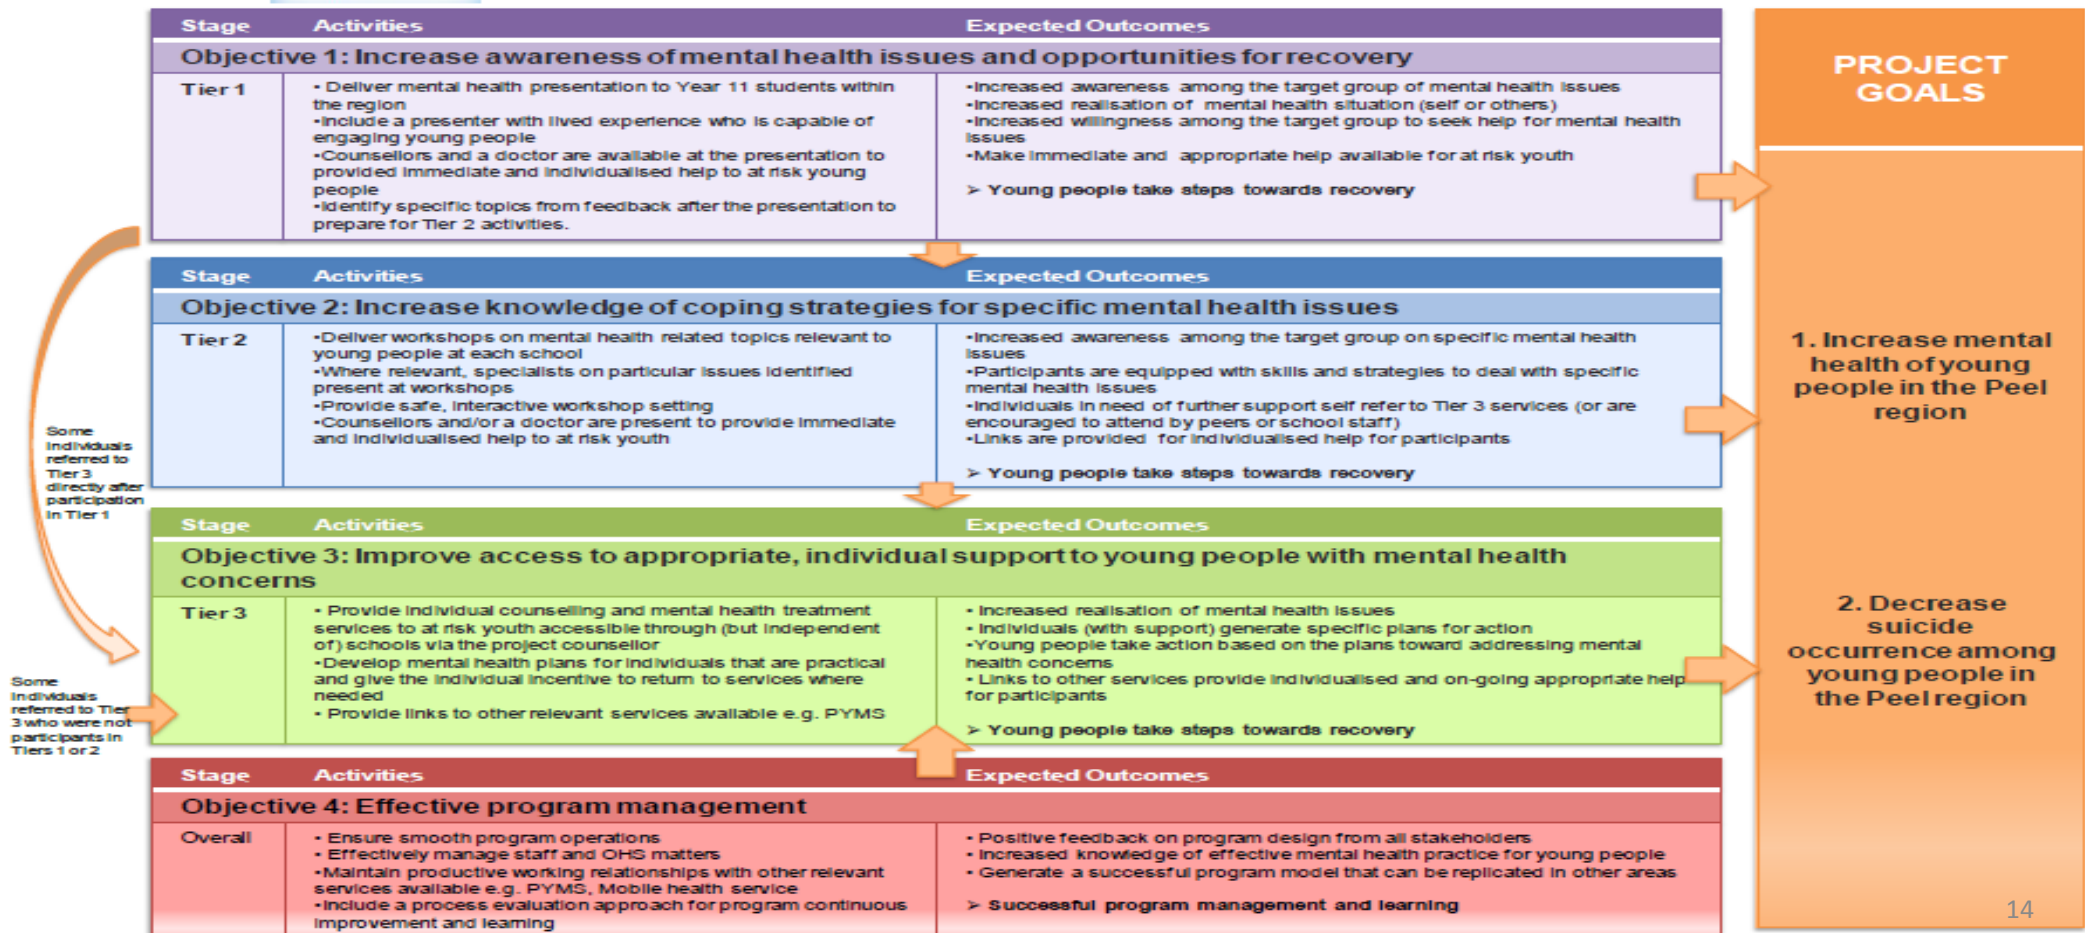 Stage Activities Expected Outcomes
Objective 1: Increase awareness of mental health issues and opportunities for recovery
Tier 1
• Deliver mental health presentation to Year 11 students within
the region
•Include a presenter with lived experience who is capable of
engaging young people
•Counsellors and a doctor are available at the presentation to
provided immediate and individualised help to at risk young
people
•Identify specific topics from feedback after the presentation to
prepare for Tier 2 activities.
•Increased awareness among the target group of mental health issues
•Increased realisation of mental health situation (self or others)
•Increased willingness among the target group to seek help for mental health
issues
•Make immediate and appropriate help available for at risk youth
➢ Young people take steps towards recovery
Stage Activities Expected Outcomes
Objective 2: Increase knowledge of coping strategies for specific mental health issues
Tier 2
•Deliver workshops on mental health related topics relevant to
young people at each school
•Where relevant, specialists on particular issues identified
present at workshops
•Provide safe, interactive workshop setting
•Counsellors and/or a doctor are present to provide immediate
and individualised help to at risk youth
•Increased awareness among the target group on specific mental health
issues
•Participants are equipped with skills and strategies to deal with specific
mental health issues
•Individuals in need of further support self refer to Tier 3 services (or are
encouraged to attend by peers or school staff)
•Links are provided for individualised help for participants
➢ Young people take steps towards recovery
Stage Activities Expected Outcomes
Objective 3: Improve access to appropriate, individual support to young people with mental health
concerns
Tier 3
• Provide individual counselling and mental health treatment
services to at risk youth accessible through (but independent
of) schools via the project counsellor
•Develop mental health plans for individuals that are practical
and give the individual incentive to return to services where
needed
• Provide links to other relevant services available e.g. PYMS
• Increased realisation of mental health issues
• Individuals (with support) generate specific plans for action
•Young people take action based on the plans toward addressing mental
health concerns
• Links to other services provide individualised and on-going appropriate help
for participants
➢ Young people take steps towards recovery
Stage Activities Expected Outcomes
Objective 4: Effective program management
Overall
• Ensure smooth program operations
• Effectively manage staff and OHS matters
•Maintain productive working relationships with other relevant
services available e.g. PYMS, Mobile health service
•Include a process evaluation approach for program continuous
improvement and learning
• Positive feedback on program design from all stakeholders
• Increased knowledge of effective mental health practice for young people
• Generate a successful program model that can be replicated in other areas
➢ Successful program management and learning
Some
individuals
referred to
Tier 3
directly after
participation
in Tier 1
Some
individuals
referred to Tier
3 who were not
participants in
Tiers 1 or 2
PROJECT
GOALS
1. Increase mental
health of young
people in the Peel
region
2. Decrease
suicide
occurrence among
young people in
the Peel region
14